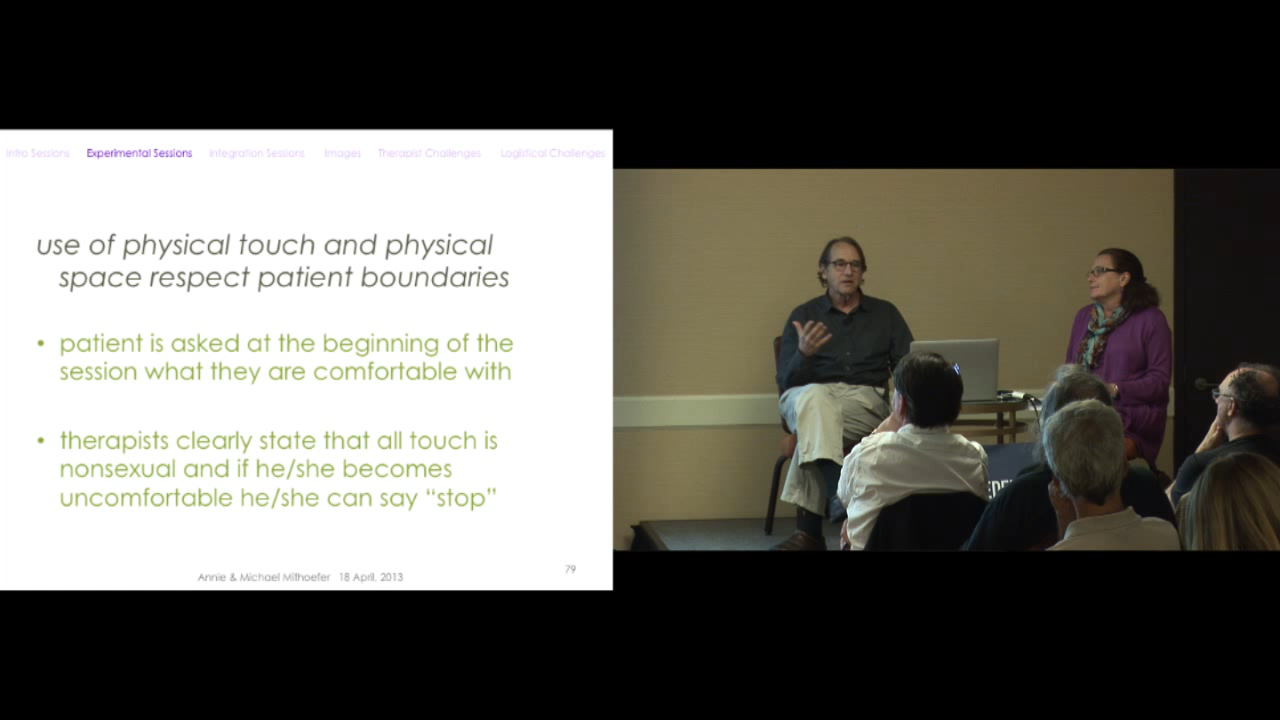 Intro Sessions Experimental Sessions Integration Sessions Images Therapist Challenges Logistical Challenges
use of physical touch and physical
space respect patient boundaries
• patient is asked at the beginning of the
session what they are comfortable with
• therapists clearly state that all touch is
nonsexual and if he/she becomes
uncomfortable he/she can say “stop”
Annie & Michael Mithoefer 18 April, 2013
79